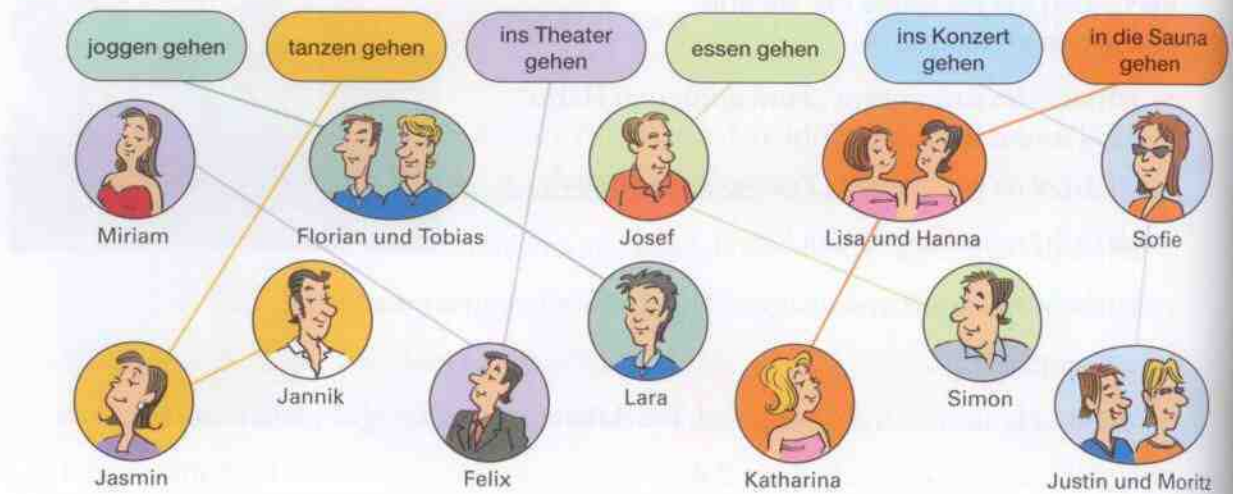 joggen gehen
tanzen gehen
ins Theater
gehen
essen gehen
ins Konzert
gehen
in die Sauna
gehen
Miriam
Florian und Tobias
Josef
Lisa und Hanna
Sofie
Jannik
Lara
Simon
Jasmin
Felix
Katharina
Justin und Moritz